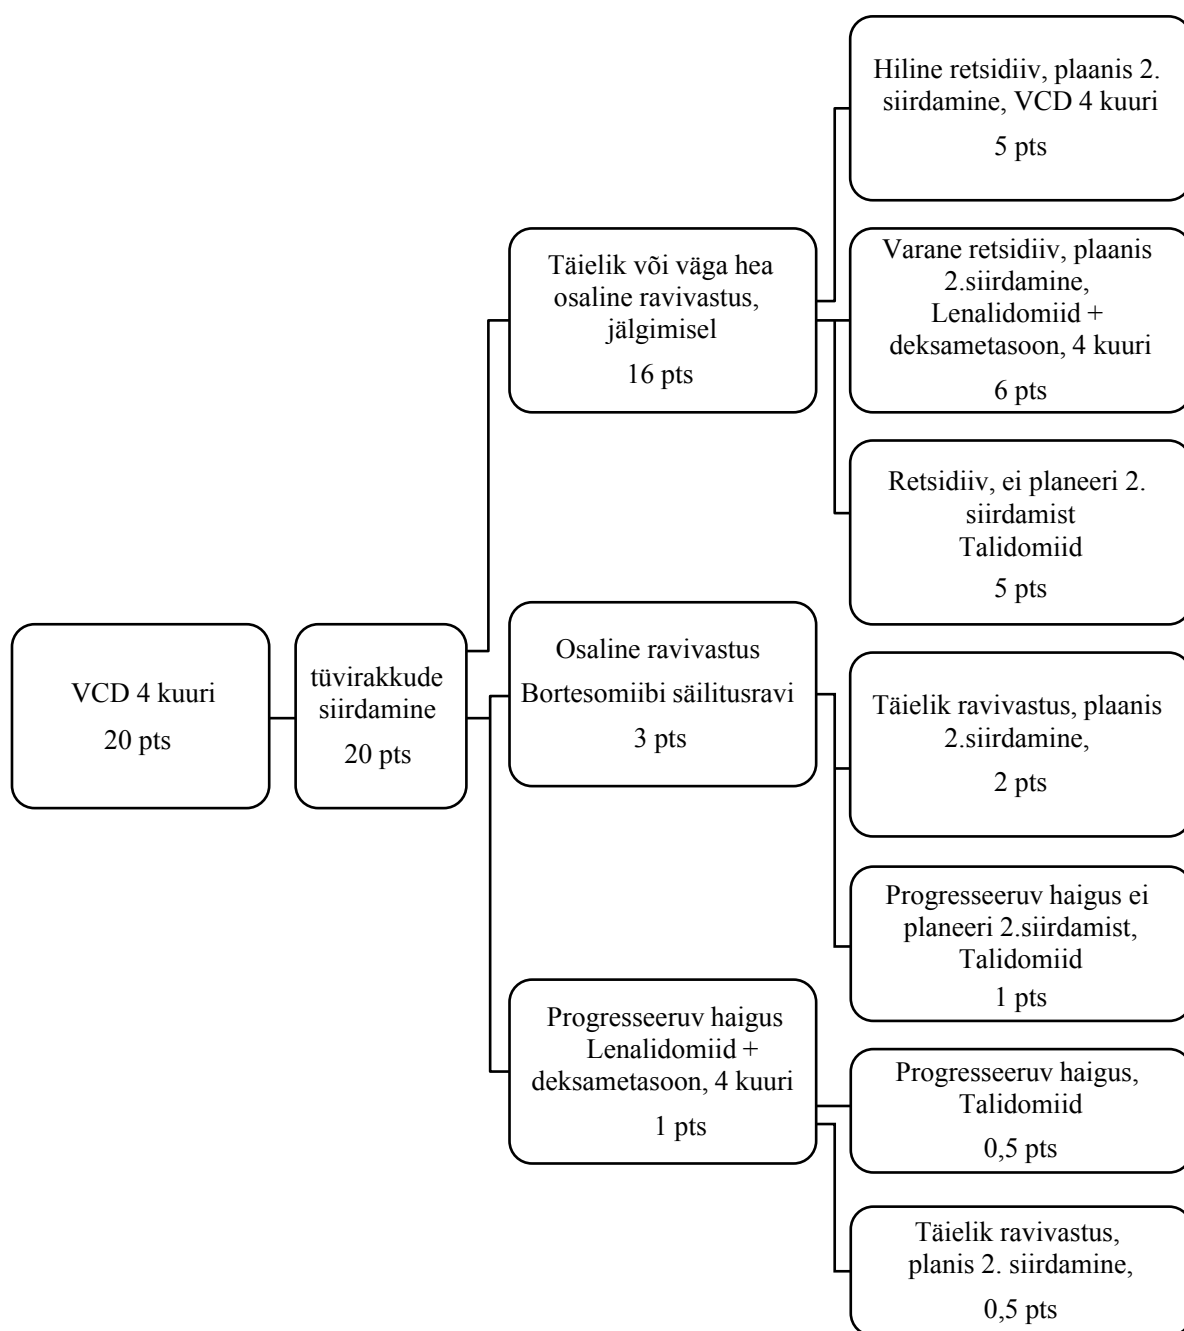 VCD 4 kuuri
20 pts
tüvirakkude
siirdamine
20 pts
Täielik või väga hea
osaline ravivastus,
jälgimisel
16 pts
Hiline retsidiiv, plaanis 2.
siirdamine, VCD 4 kuuri
5 pts
Varane retsidiiv, plaanis
2.siirdamine,
Lenalidomiid +
deksametasoon, 4 kuuri
6 pts
Retsidiiv, ei planeeri 2.
siirdamist
Talidomiid
5 pts
Osaline ravivastus
Bortesomiibi säilitusravi
3 pts
Täielik ravivastus, plaanis
2.siirdamine,
2 pts
Progresseeruv haigus ei
planeeri 2.siirdamist,
Talidomiid
1 pts
Progresseeruv haigus
Lenalidomiid +
deksametasoon, 4 kuuri
1 pts
Progresseeruv haigus,
Talidomiid
0,5 pts
Täielik ravivastus,
planis 2. siirdamine,
0,5 pts